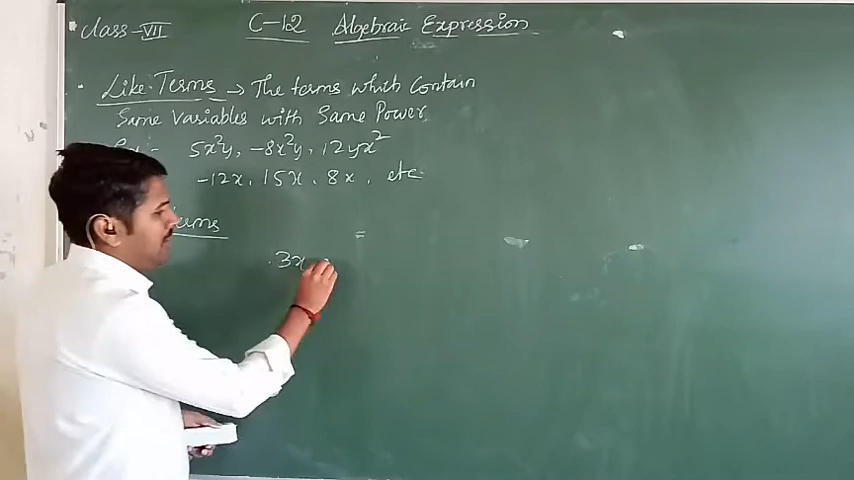 Class-VII
C-12 Algebraic Expression
Like Terms → The terms which Contain
Same Variables with Same Power
5x²y, -8x²y, 12yx²
-12x, 15x, 8x, etc.
Terms
3x